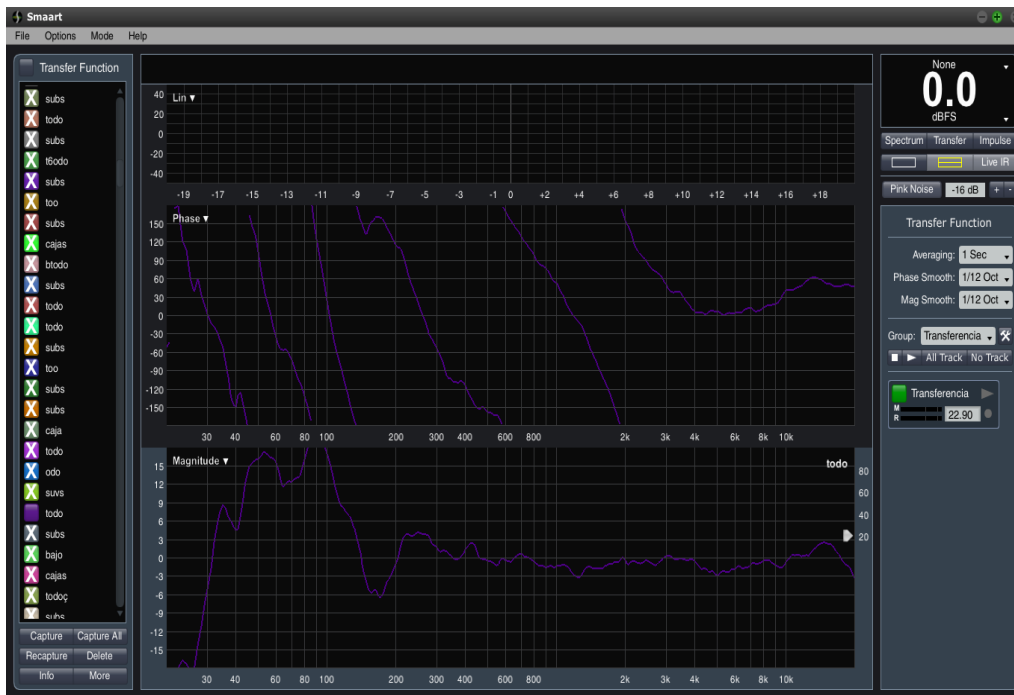 Smaart
File Options Mode Help
Transfer Function
subs
todo
subs
t6odo
subs
too
subs
cajas
btodo
subs
todo
todo
subs
too
subs
subs
caja
todo
odo
suvs
todo
subs
bajo
cajas
todoç
subs
Capture Capture All
Recapture Delete
Info More
Lin
40
20
0
-20
-40
-19 -17 -15 -13 -11 -9 -7 -5 -3 -1 0 +2 +4 +6 +8 +10 +12 +14 +16 +18
Phase
150
120
90
60
30
0
-30
-60
-90
-120
-150
30 40 60 80 100 200 300 400 600 800 2k 3k 4k 6k 8k 10k
Magnitude
todo
15
12
9
6
3
0
-3
-6
-9
-12
-15
80
60
40
20
30 40 60 80 100 200 300 400 600 800 2k 3k 4k 6k 8k 10k
None
0.0
dBFS
Spectrum Transfer Impulse
Live IR
Pink Noise -16 dB + -
Transfer Function
Averaging: 1 Sec
Phase Smooth: 1/12 Oct
Mag Smooth: 1/12 Oct
Group: Transferencia
All Track No Track
Transferencia
M
R
22.90